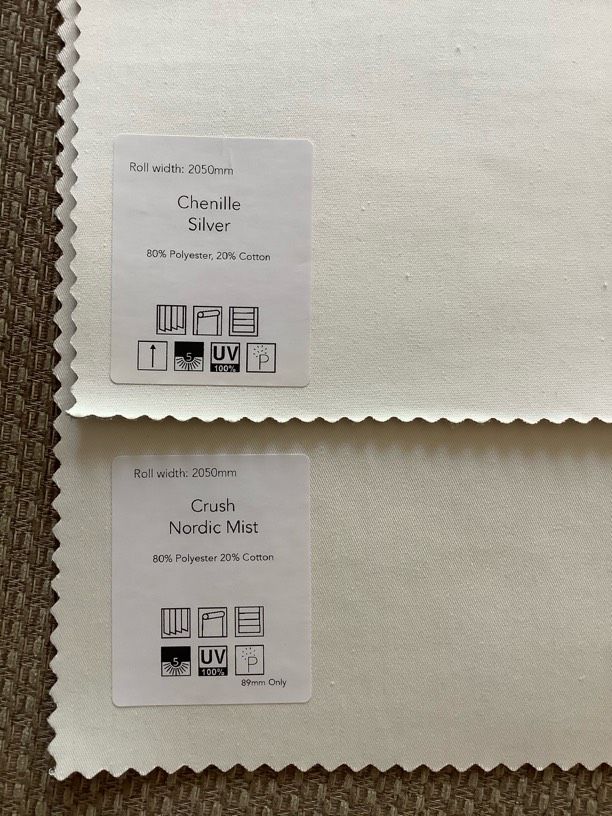 Roll width: 2050mm
Chenille
Silver
80% Polyester, 20% Cotton
5 UV P
100%
Roll width: 2050mm
Crush
Nordic Mist
80% Polyester 20% Cotton
5 UV P
100%
89mm Only